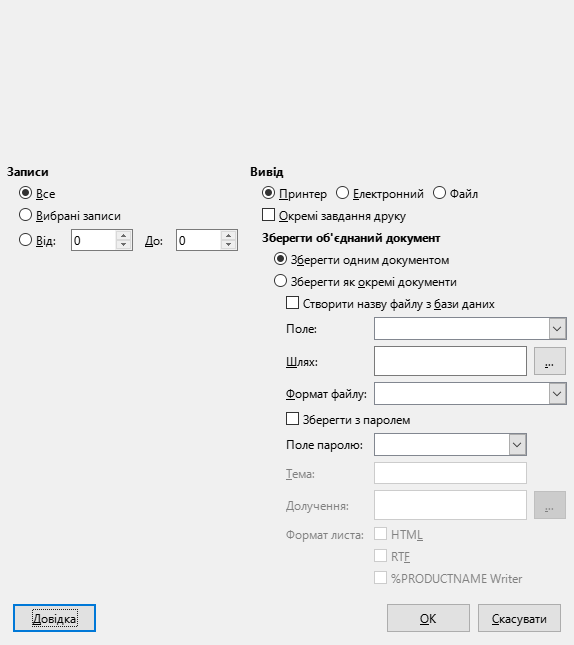 Записи
Все
Вибрані записи
Від: 0 До: 0
Вивід
Принтер Електронний Файл
Окремі завдання друку
Зберегти об'єднаний документ
Зберегти одним документом
Зберегти як окремі документи
Створити назву файлу з бази даних
Поле:
Шлях: ...
Формат файлу:
Зберегти з паролем
Поле паролю:
Тема:
Долучення: ...
Формат листа: HTML
RTF
%PRODUCTNAME Writer
Довідка OK Скасувати